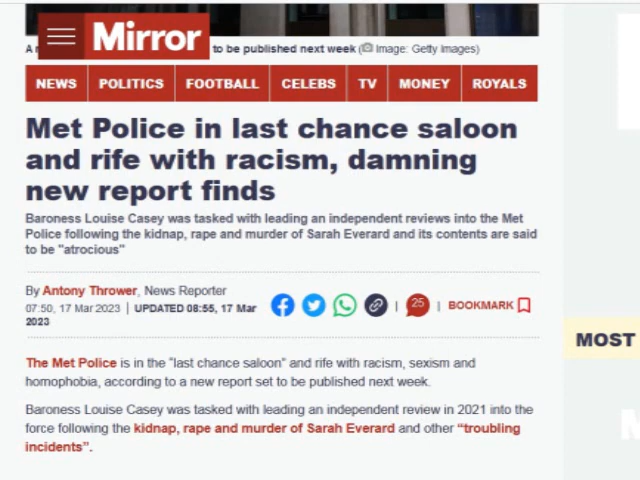 Mirror
to be published next week (Image: Getty Images)
NEWS POLITICS FOOTBALL CELEBS TV MONEY ROYALS
Met Police in last chance saloon
and rife with racism, damning
new report finds
Baroness Louise Casey was tasked with leading an independent reviews into the Met
Police following the kidnap, rape and murder of Sarah Everard and its contents are said
to be "atrocious"
By Antony Thrower, News Reporter
07:50, 17 Mar 2023 | UPDATED 08:55, 17 Mar
2023
25 | BOOKMARK
The Met Police is in the "last chance saloon" and rife with racism, sexism and
homophobia, according to a new report set to be published next week.
Baroness Louise Casey was tasked with leading an independent review in 2021 into the
force following the kidnap, rape and murder of Sarah Everard and other “troubling
incidents”.
MOST